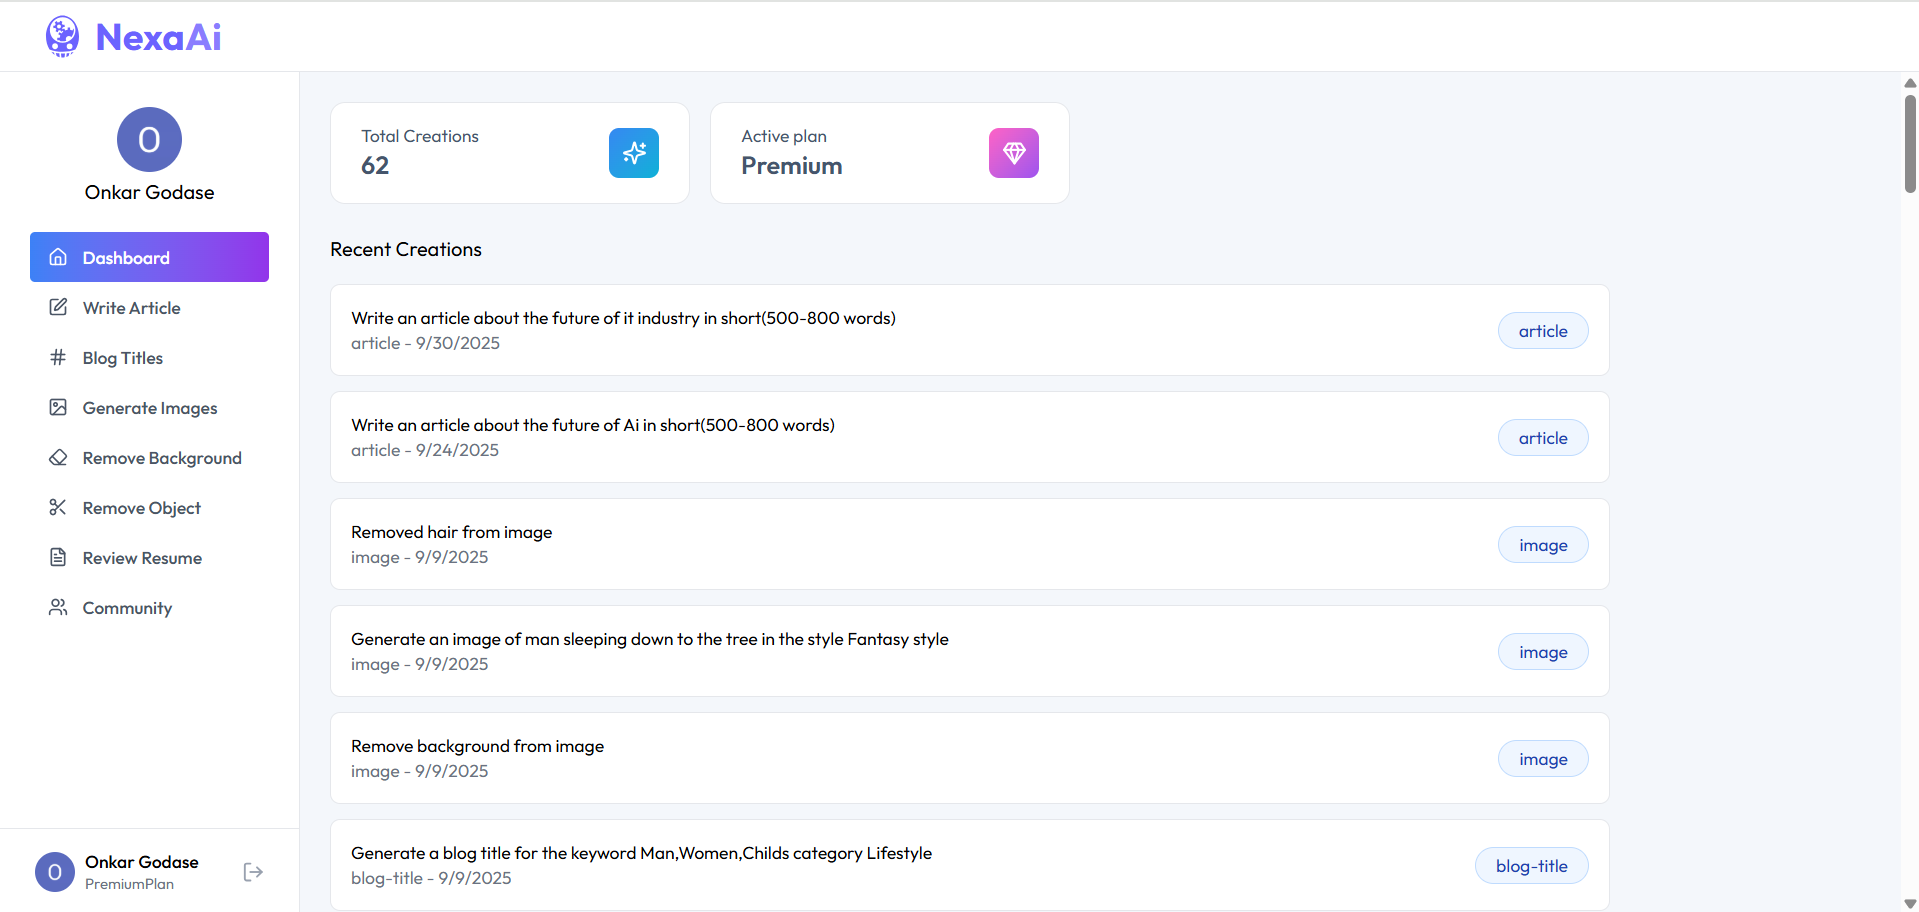 NexaAi
O
Onkar Godase
Dashboard
Write Article
Blog Titles
Generate Images
Remove Background
Remove Object
Review Resume
Community
O
Onkar Godase
PremiumPlan
Total Creations
62
Active plan
Premium
Recent Creations
Write an article about the future of it industry in short(500-800 words)
article - 9/30/2025
article
Write an article about the future of Ai in short(500-800 words)
article - 9/24/2025
article
Removed hair from image
image - 9/9/2025
image
Generate an image of man sleeping down to the tree in the style Fantasy style
image - 9/9/2025
image
Remove background from image
image - 9/9/2025
image
Generate a blog title for the keyword Man,Women,Childs category Lifestyle
blog-title - 9/9/2025
blog-title